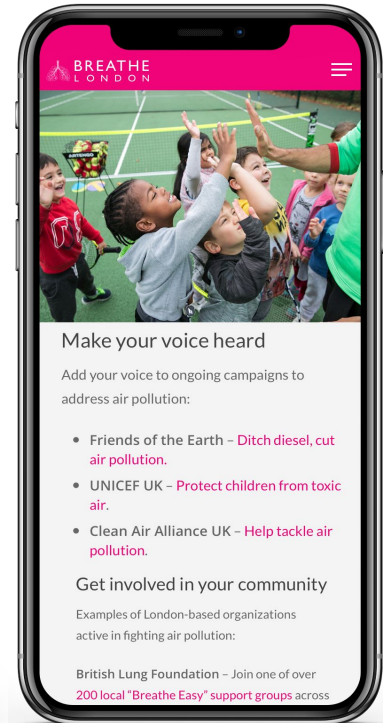 BREATHE
LONDON
ARTENGO
Make your voice heard
Add your voice to ongoing campaigns to
address air pollution:
• Friends of the Earth – Ditch diesel, cut
air pollution.
• UNICEF UK – Protect children from toxic
air.
• Clean Air Alliance UK – Help tackle air
pollution.
Get involved in your community
Examples of London-based organizations
active in fighting air pollution:
British Lung Foundation – Join one of over
200 local “Breathe Easy” support groups across